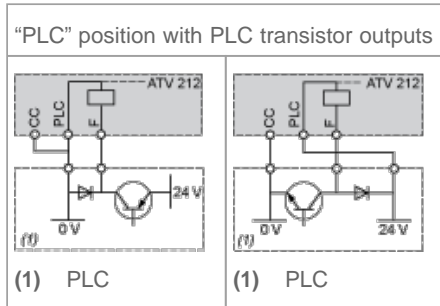 “PLC” position with PLC transistor outputs
ATV 212
CC
PLC
F
24 V
0 V
(1)
(1) PLC
ATV 212
CC
PLC
F
0 V
24 V
(1)
(1) PLC